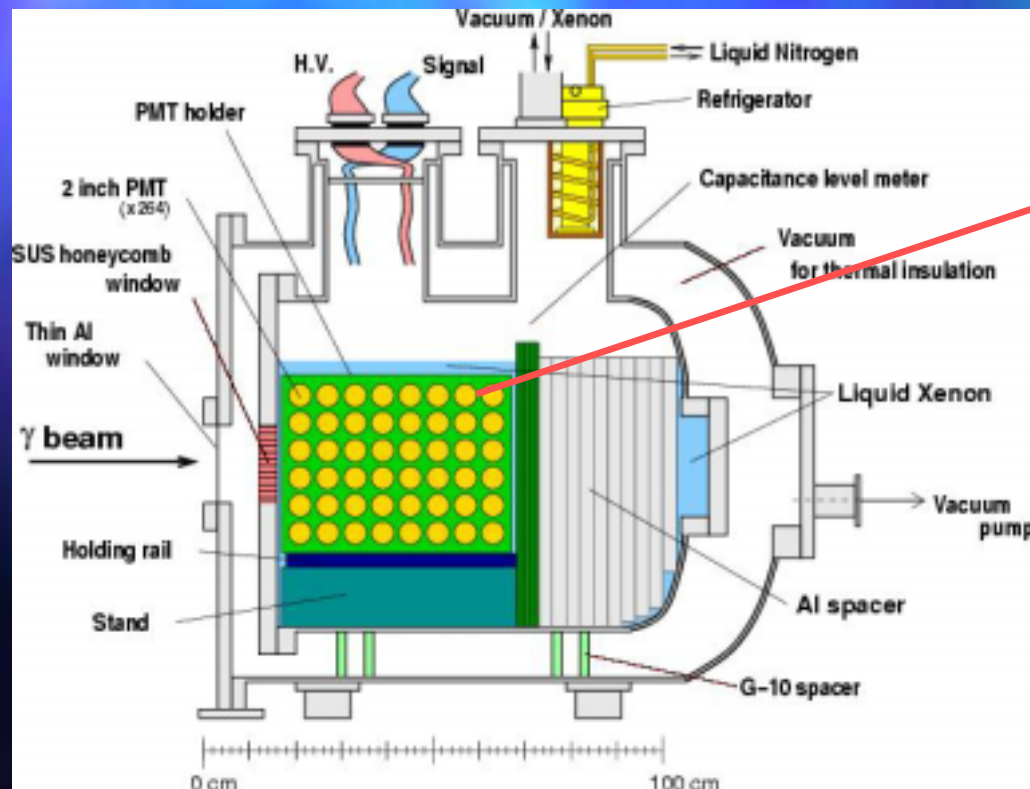 Vacuum / Xenon
H.V.
Signal
Liquid Nitrogen
Refrigerator
PMT holder
2 inch PMT
(x264)
Capacitance level meter
SUS honeycomb
window
Vacuum
for thermal insulation
Thin Al
window
Liquid Xenon
γ beam
Vacuum
pump
Holding rail
Al spacer
Stand
G-10 spacer
0 cm
100 cm